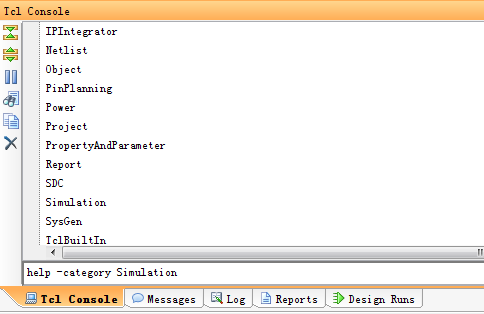 Tcl Console
IPIntegrator
Netlist
Object
PinPlanning
Power
Project
PropertyAndParameter
Report
SDC
Simulation
SysGen
TclBuiltIn
help -category Simulation
Tcl Console Messages Log Reports Design Runs